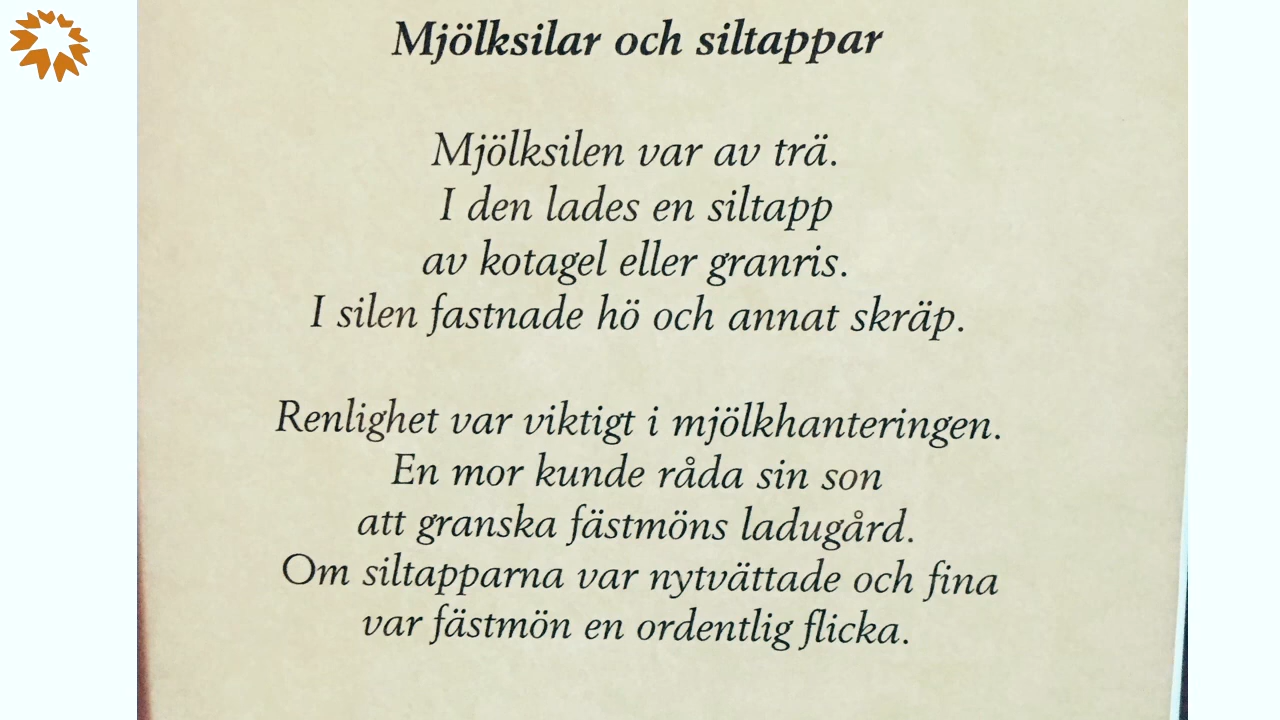 Mjölksilar och siltappar
Mjölksilen var av trä.
I den lades en siltapp
av kotagel eller granris.
I silen fastnade hö och annat skräp.
Renlighet var viktigt i mjölkhanteringen.
En mor kunde råda sin son
att granska fästmöns ladugård.
Om siltapparna var nytvättade och fina
var fästmön en ordentlig flicka.